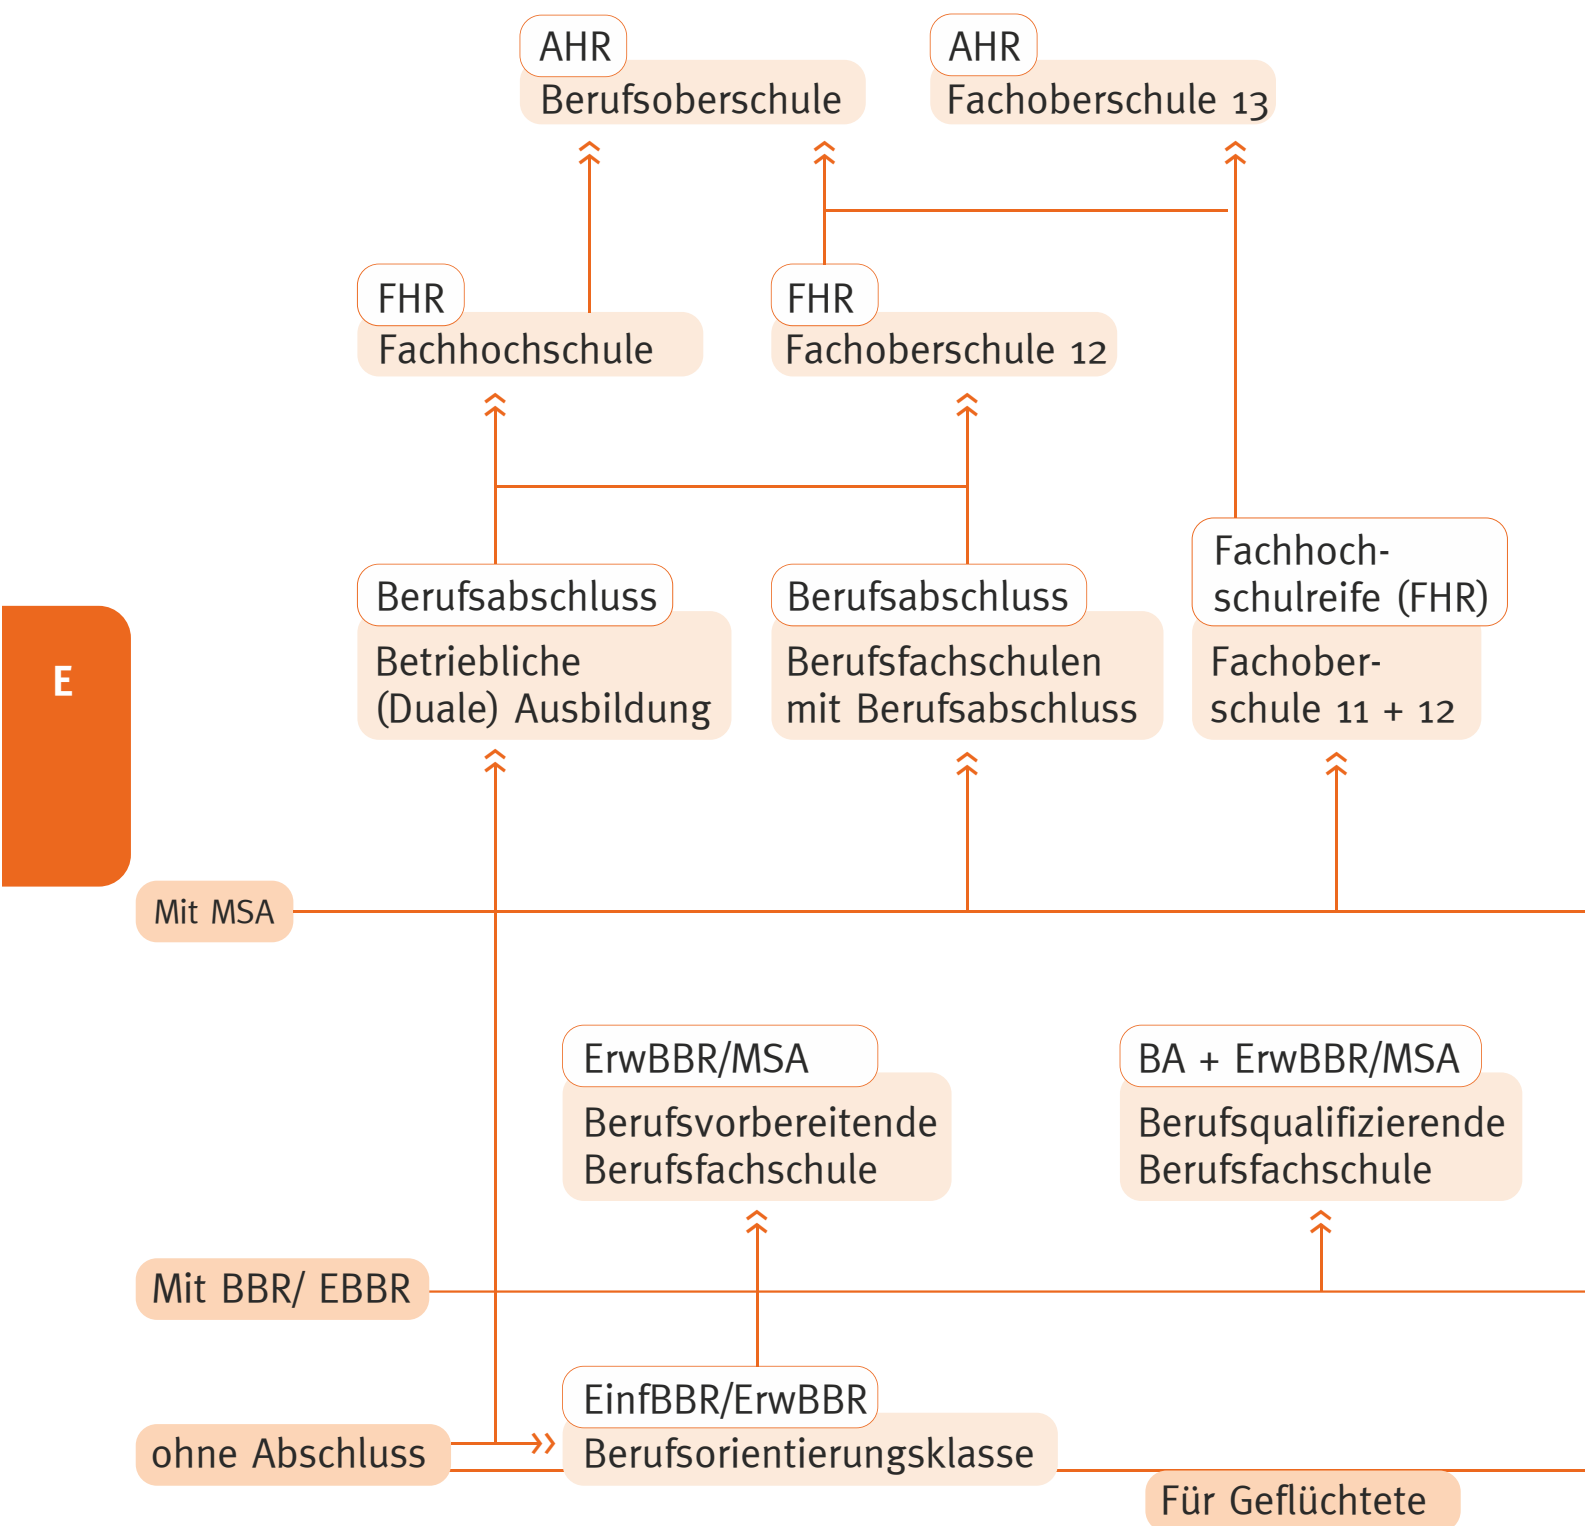 AHR
Berufsoberschule
AHR
Fachoberschule 13
FHR
Fachhochschule
FHR
Fachoberschule 12
Berufsabschluss
Betriebliche
(Duale) Ausbildung
Berufsabschluss
Berufsfachschulen
mit Berufsabschluss
Fachhoch-
schulreife (FHR)
Fachober-
schule 11 + 12
E
Mit MSA
ErwBBR/MSA
Berufsvorbereitende
Berufsfachschule
BA + ErwBBR/MSA
Berufsqualifizierende
Berufsfachschule
Mit BBR/ EBBR
EinfBBR/ErwBBR
Berufsorientierungsklasse
ohne Abschluss
Für Geflüchtete